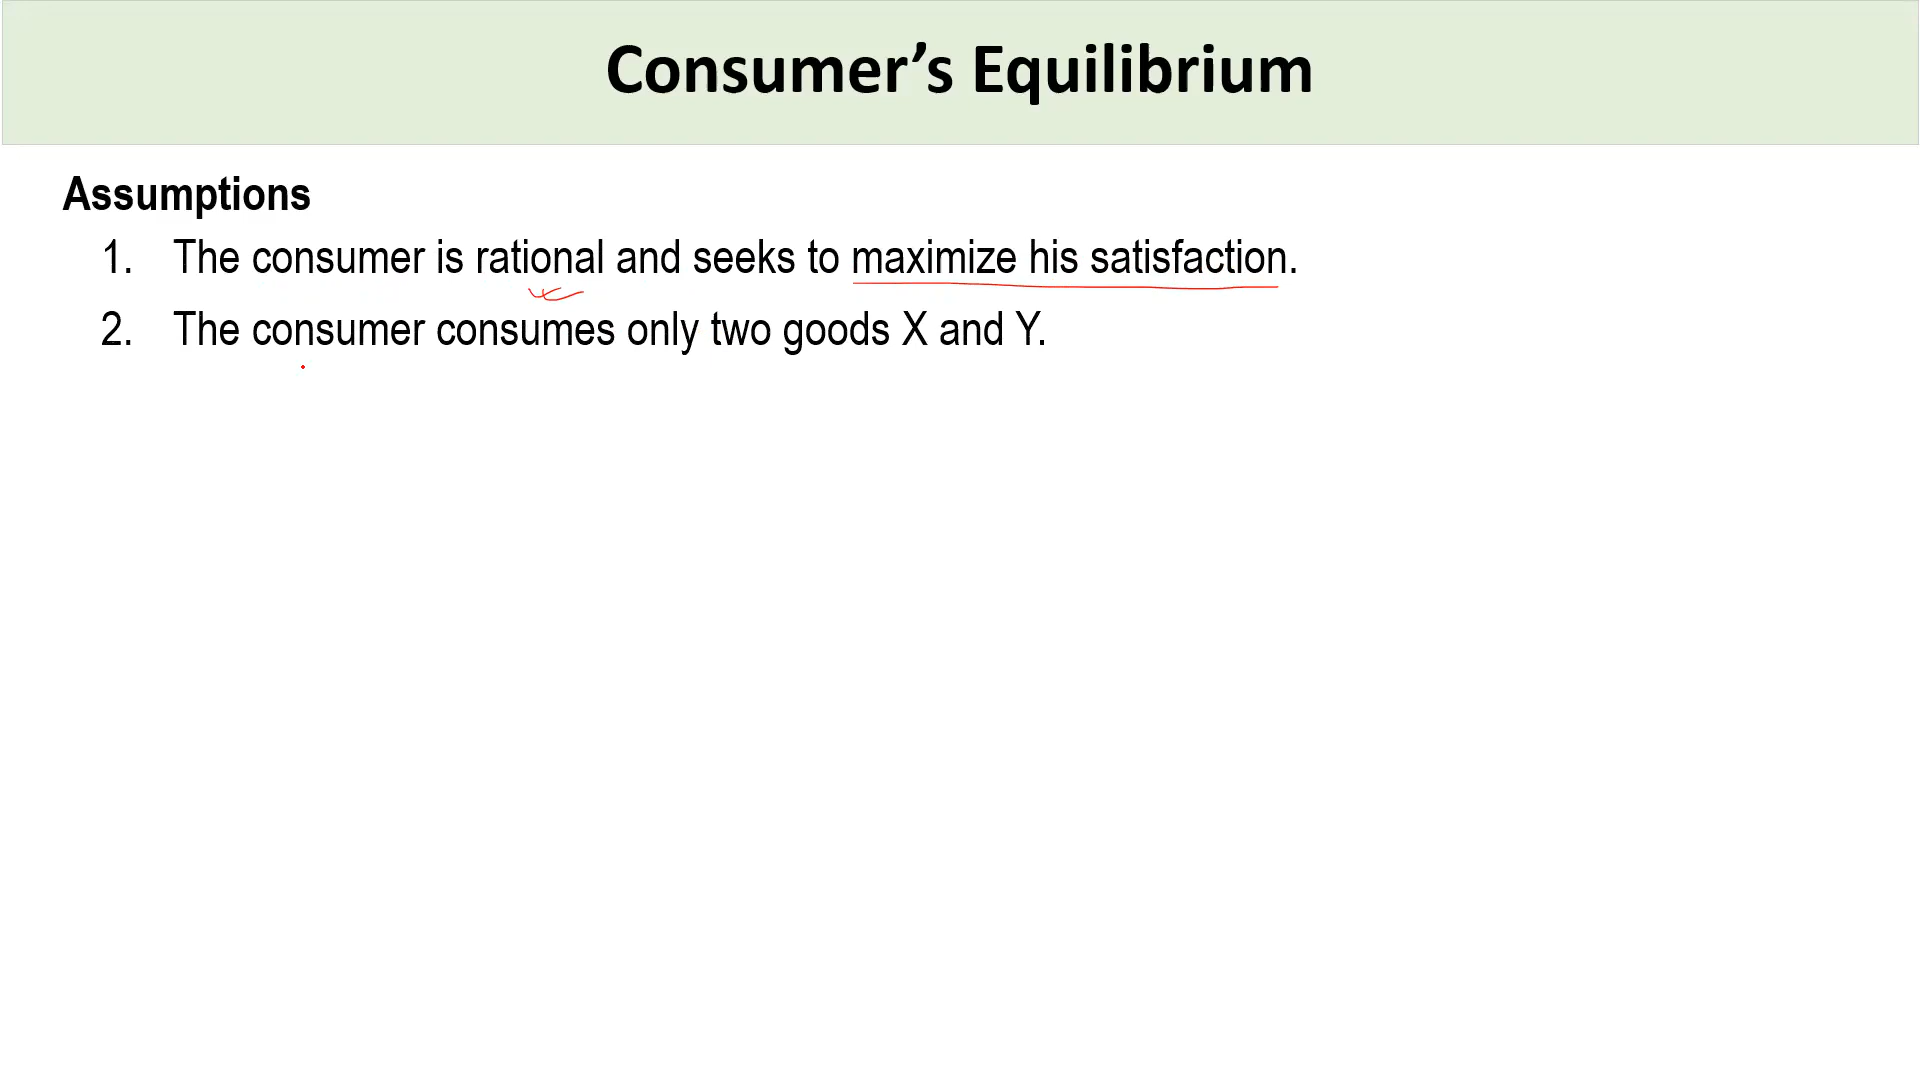 Consumer’s Equilibrium
Assumptions
1. The consumer is rational and seeks to maximize his satisfaction.
2. The consumer consumes only two goods X and Y.